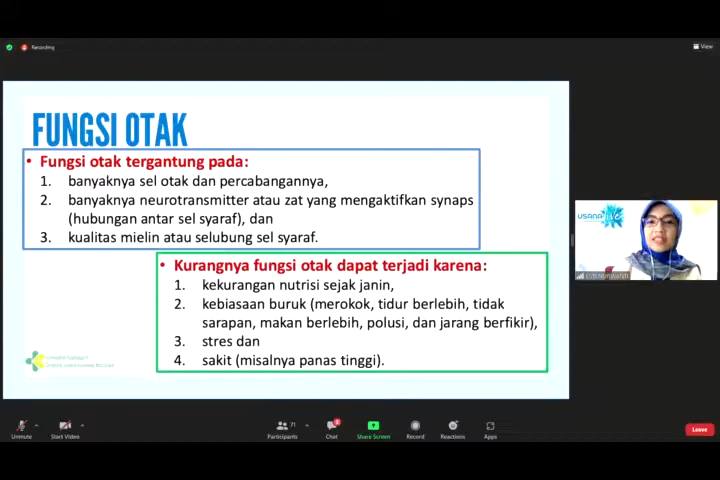 Recording
View
FUNGSI OTAK
• Fungsi otak tergantung pada:
1. banyaknya sel otak dan percabangannya,
2. banyaknya neurotransmitter atau zat yang mengaktifkan synaps
(hubungan antar sel syaraf), dan
3. kualitas mielin atau selubung sel syaraf.
• Kurangnya fungsi otak dapat terjadi karena:
1. kekurangan nutrisi sejak janin,
2. kebiasaan buruk (merokok, tidur berlebih, tidak
sarapan, makan berlebih, polusi, dan jarang berfikir),
3. stres dan
4. sakit (misalnya panas tinggi).
USANA
Unmute
Start Video
Participants
71
Chat
Share Screen
Record
Reactions
Apps
Leave